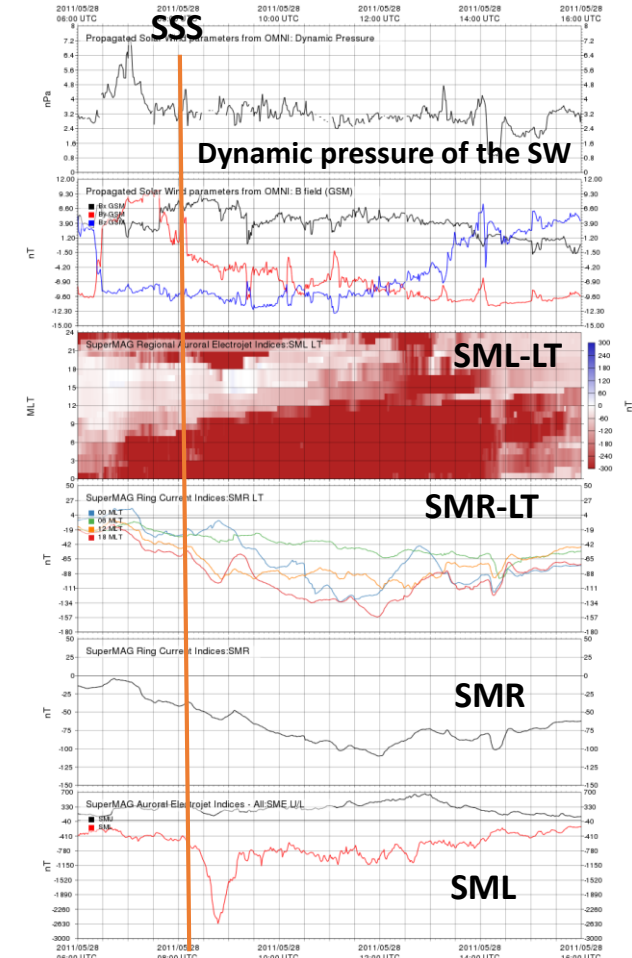 2011/05/28 2011/05/28 2011/05/28 2011/05/28 2011/05/28 2011/05/28
06:00 UTC 10:00 UTC 12:00 UTC 14:00 UTC 16:00 UTC
SSS
Propagated Solar Wind parameters from OMNI: Dynamic Pressure
8 7.2 6.4 5.6 4.8 4 3.2 2.4 1.6 0.8 0
nPa
Dynamic pressure of the SW
Propagated Solar Wind parameters from OMNI: B field (GSM)
Bx GSM
By GSM
Bz GSM
12.00 9.30 6.60 3.90 1.20 -1.50 -4.20 -6.90 -9.60 -12.30 -15.00
nT
SuperMAG Regional Auroral Electrojet Indices:SML LT
SML-LT
24 21 18 15 12 9 6 3 0
MLT
300 240 180 120 60 0 -60 -120 -180 -240 -300
nT
SuperMAG Ring Current Indices:SMR LT
SMR-LT
00 MLT
06 MLT
12 MLT
18 MLT
50 27 4 -19 -42 -65 -88 -111 -134 -157 -180
nT
SuperMAG Ring Current Indices:SMR
SMR
50 25 0 -25 -50 -75 -100 -125 -150
nT
SuperMAG Auroral Electrojet Indices - All:SME U/L
SMU
SML
700 330 -40 -410 -780 -1150 -1520 -1890 -2260 -2630 -3000
nT
SML
2011/05/28 2011/05/28 2011/05/28 2011/05/28 2011/05/28 2011/05/28
06:00 UTC 08:00 UTC 10:00 UTC 12:00 UTC 14:00 UTC 16:00 UTC